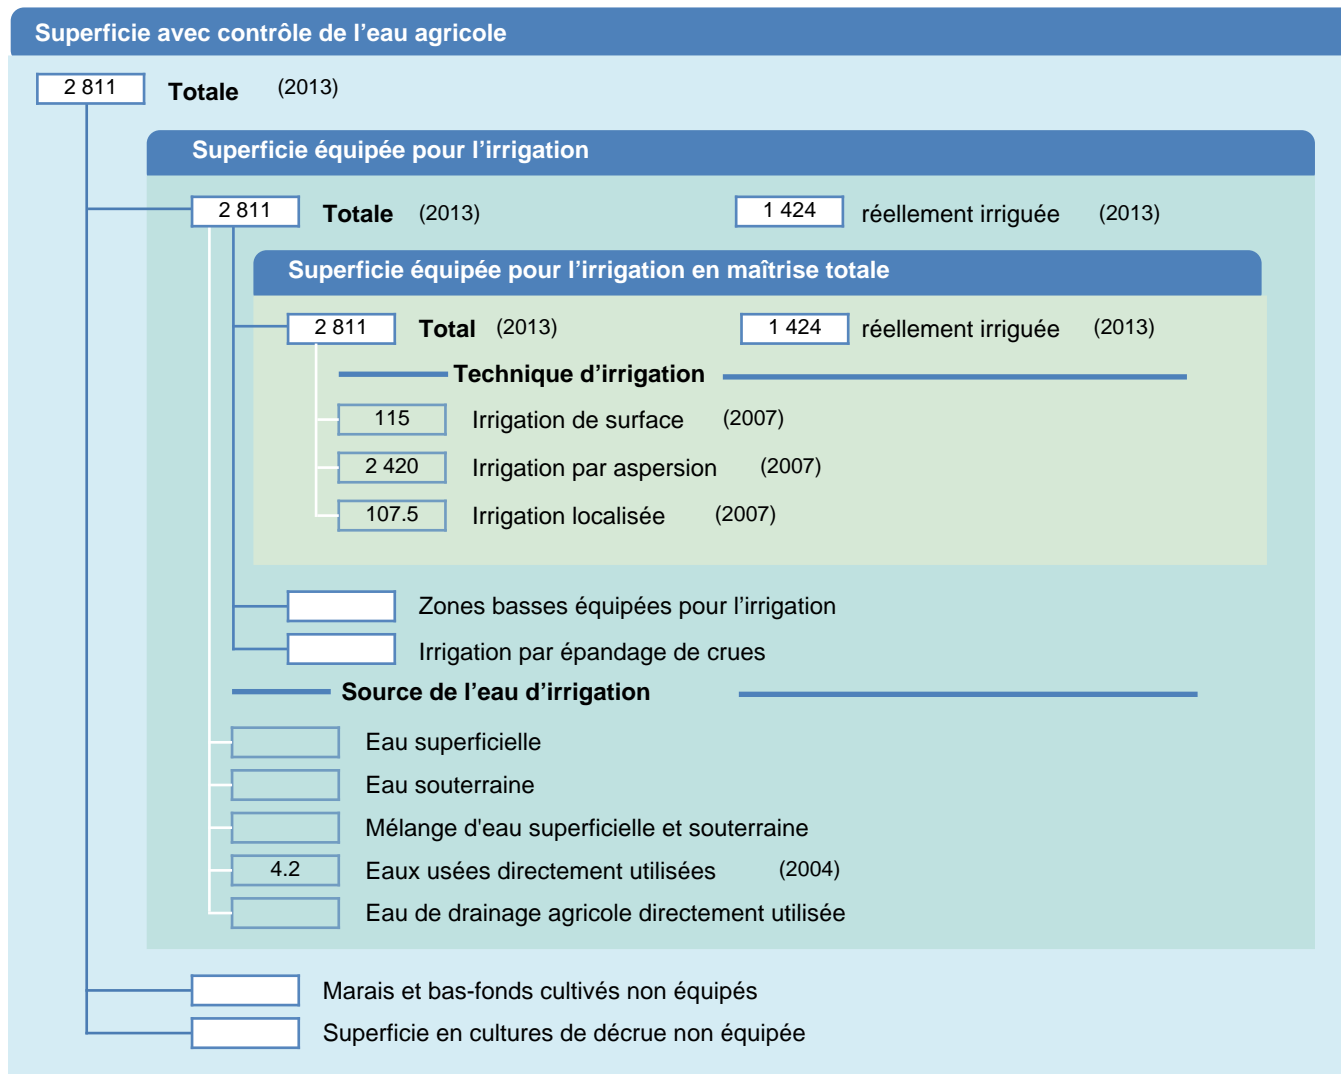 Superficie avec contrôle de l'eau agricole
2 811 Totale (2013)
Superficie équipée pour l'irrigation
2 811 Totale (2013) 1 424 réellement irriguée (2013)
Superficie équipée pour l'irrigation en maîtrise totale
2 811 Total (2013) 1 424 réellement irriguée (2013)
Technique d'irrigation
115 Irrigation de surface (2007)
2 420 Irrigation par aspersion (2007)
107.5 Irrigation localisée (2007)
Zones basses équipées pour l'irrigation
Irrigation par épandage de crues
Source de l'eau d'irrigation
Eau superficielle
Eau souterraine
Mélange d'eau superficielle et souterraine
4.2 Eaux usées directement utilisées (2004)
Eau de drainage agricole directement utilisée
Marais et bas-fonds cultivés non équipés
Superficie en cultures de décrue non équipée